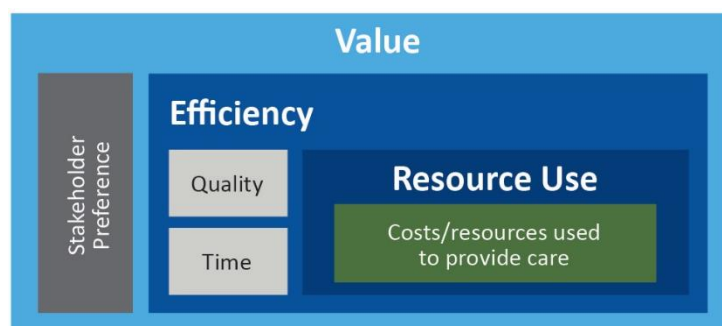 Value
Stakeholder
Preference
Efficiency
Quality
Time
Resource Use
Costs/resources used
to provide care